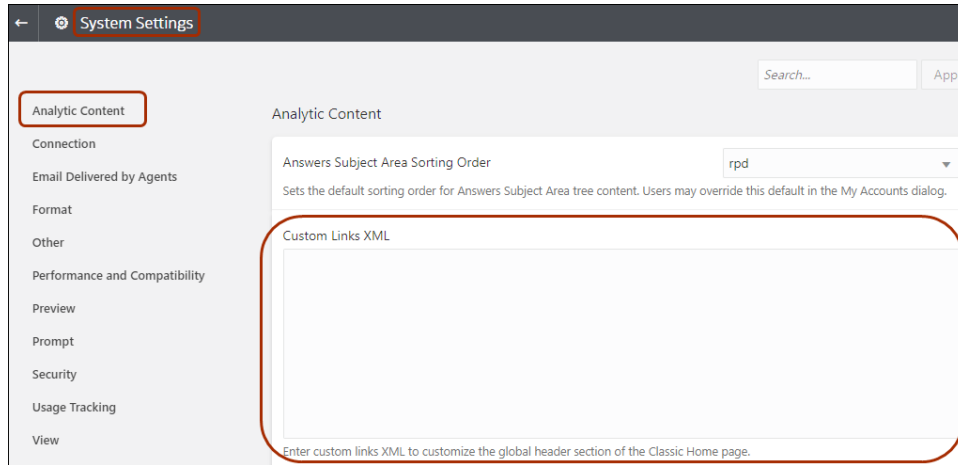 System Settings
Search...
App
Analytic Content
Connection
Email Delivered by Agents
Format
Other
Performance and Compatibility
Preview
Prompt
Security
Usage Tracking
View
Analytic Content
Answers Subject Area Sorting Order
rpd
Sets the default sorting order for Answers Subject Area tree content. Users may override this default in the My Accounts dialog.
Custom Links XML
Enter custom links XML to customize the global header section of the Classic Home page.